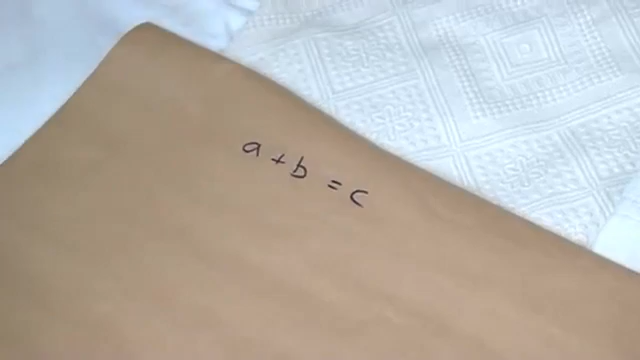 a + b = c